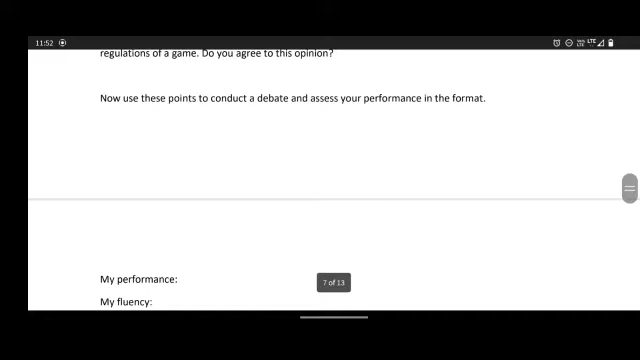 11:52
LTE
regulations of a game. Do you agree to this opinion?
Now use these points to conduct a debate and assess your performance in the format.
My performance:
7 of 13
My fluency: